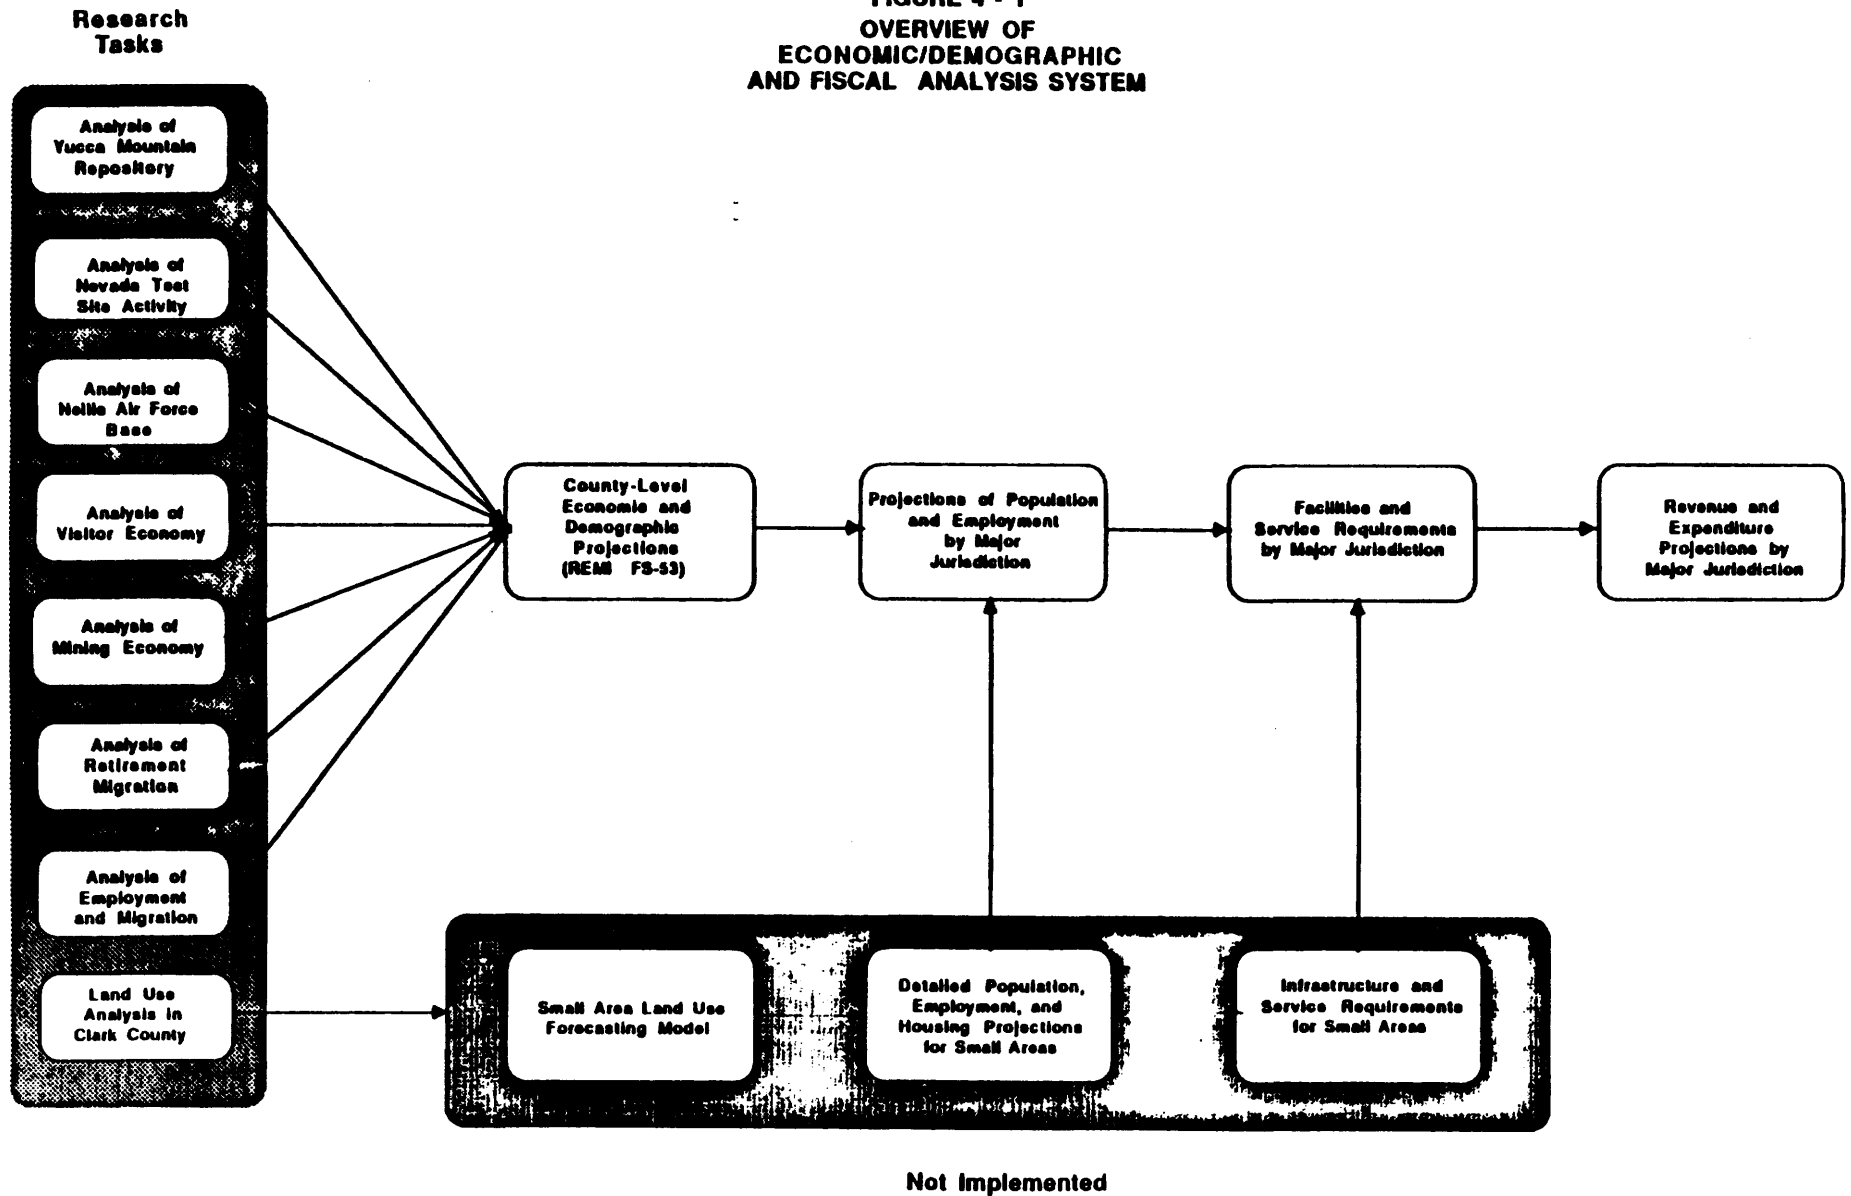 Research
Tasks
FIGURE 4 - 1
OVERVIEW OF
ECONOMIC/DEMOGRAPHIC
AND FISCAL ANALYSIS SYSTEM
Analysis of
Yucca Mountain
Repository
Analysis of
Nevada Test
Site Activity
Analysis of
Nellis Air Force
Base
Analysis of
Visitor Economy
Analysis of
Mining Economy
Analysis of
Retirement
Migration
Analysis of
Employment
and Migration
Land Use
Analysis in
Clark County
County-Level
Economic and
Demographic
Projections
(REMI FS-53)
Projections of Population
and Employment
by Major
Jurisdiction
Facilities and
Service Requirements
by Major Jurisdiction
Revenue and
Expenditure
Projections by
Major Jurisdiction
Small Area Land Use
Forecasting Model
Detailed Population,
Employment, and
Housing Projections
for Small Areas
Infrastructure and
Service Requirements
for Small Areas
Not Implemented